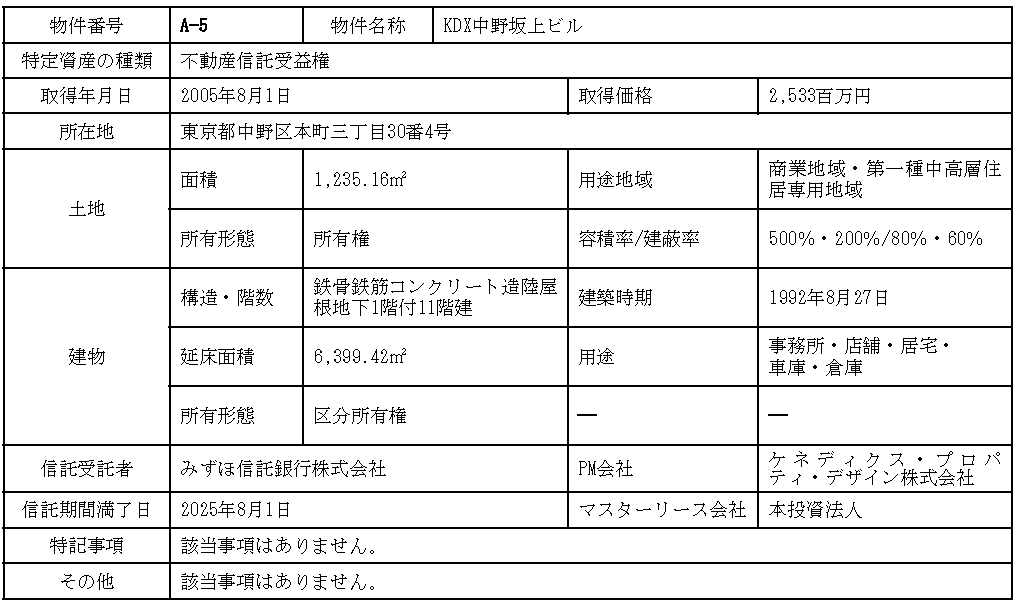 物件番号 A-5 物件名称 KDX中野坂上ビル
特定資産の種類 不動産信託受益権
取得年月日 2005年8月1日 取得価格 2,533百万円
所在地 東京都中野区本町三丁目30番4号
土地
面積 1,235.16㎡ 用途地域 商業地域・第一種中高層住
居専用地域
所有形態 所有権 容積率/建蔽率 500%・200%/80%・60%
建物
構造・階数 鉄骨鉄筋コンクリート造陸屋
根地下1階付11階建
建築時期 1992年8月27日
延床面積 6,399.42㎡ 用途 事務所・店舗・居宅・
車庫・倉庫
所有形態 区分所有権 ― ―
信託受託者 みずほ信託銀行株式会社 PM会社 ケネディクス・プロパ
ティ・デザイン株式会社
信託期間満了日 2025年8月1日 マスターリース会社 本投資法人
特記事項 該当事項はありません。
その他 該当事項はありません。